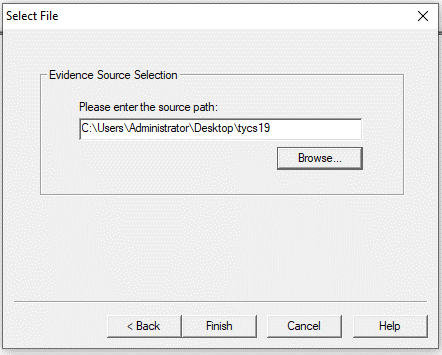 Select File
Evidence Source Selection
Please enter the source path:
C:\Users\Administrator\Desktop\tycs19
Browse...
< Back
Finish
Cancel
Help